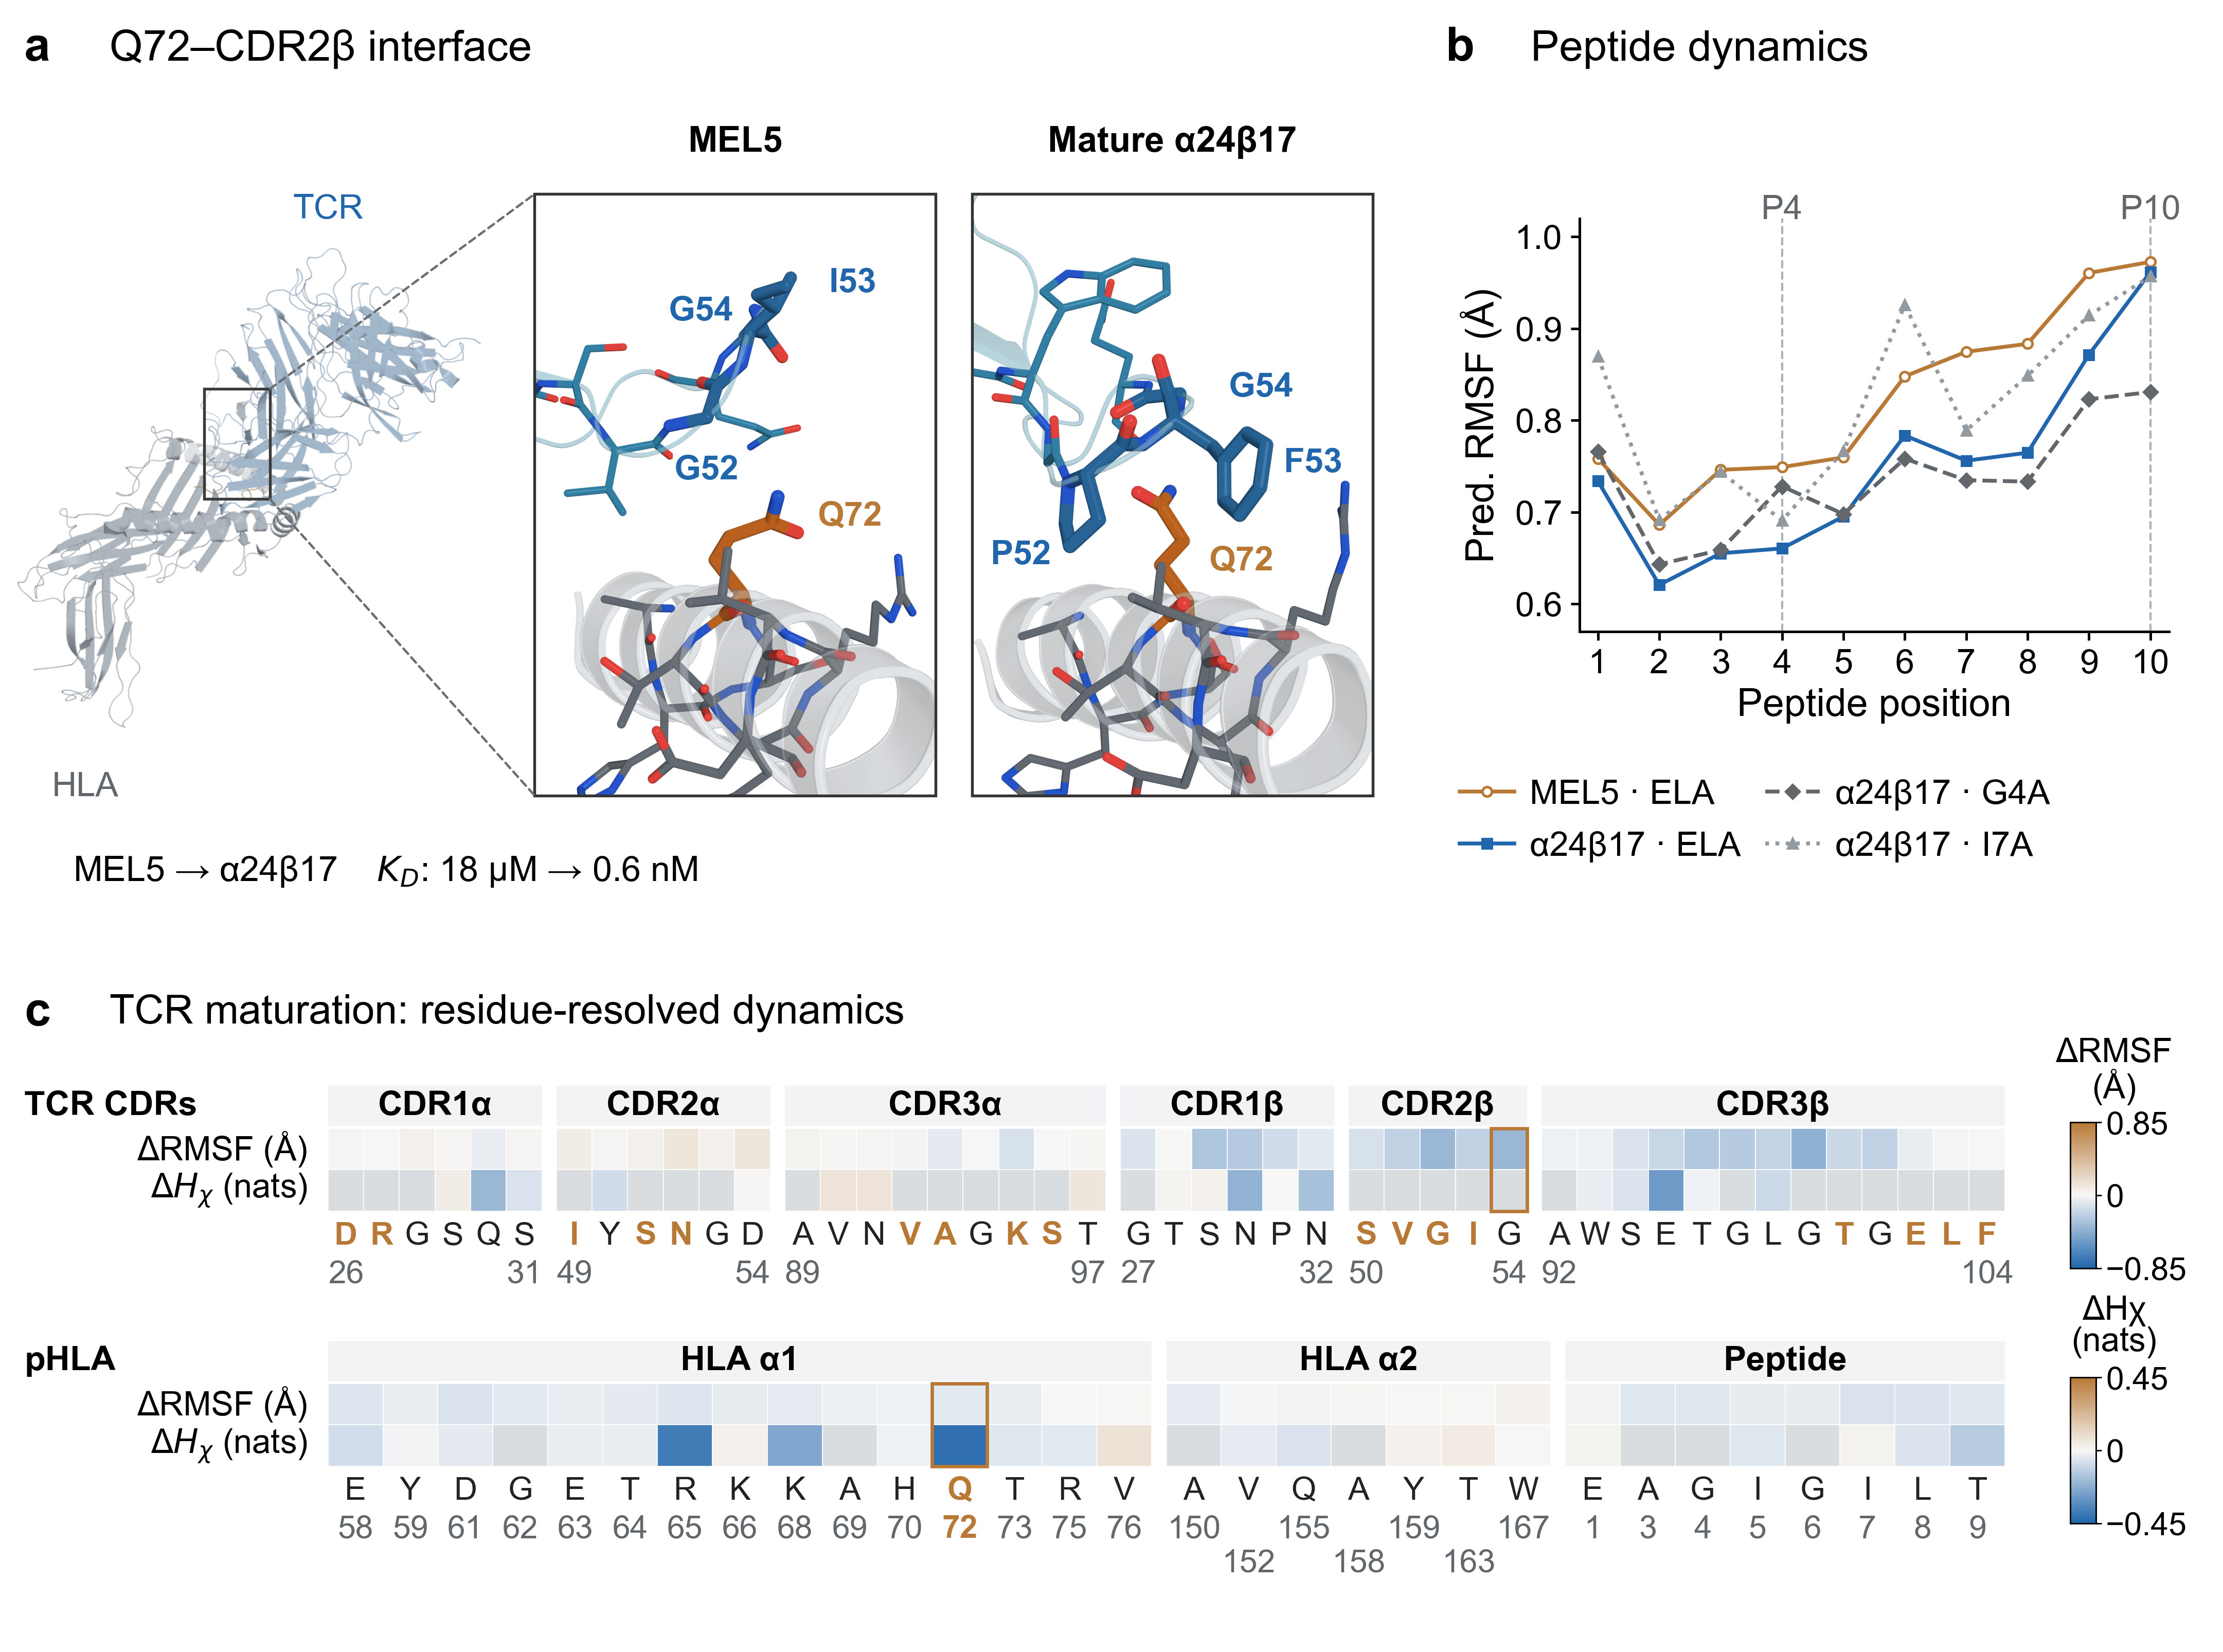 a Q72–CDR2β interface
MEL5
Mature α24β17
TCR
HLA
I53
G54
G52
Q72
G54
F53
P52
Q72
MEL5 → α24β17 K_D: 18 μM → 0.6 nM
b Peptide dynamics
P4 P10
Pred. RMSF (Å)
1.0
0.9
0.8
0.7
0.6
1 2 3 4 5 6 7 8 9 10
Peptide position
MEL5 · ELA
α24β17 · G4A
α24β17 · ELA
α24β17 · I7A
c TCR maturation: residue-resolved dynamics
TCR CDRs CDR1α CDR2α CDR3α CDR1β CDR2β CDR3β
ΔRMSF (Å)
ΔHχ (nats)
D R G S Q S I Y S N G D A V N V A G K S T G T S N P N S V G I G A W S E T G L G T G E L F
26 31 49 54 89 97 27 32 50 54 92 104
ΔRMSF
(Å)
0.85
0
−0.85
pHLA HLA α1 HLA α2 Peptide
ΔRMSF (Å)
ΔHχ (nats)
E Y D G E T R K K A H Q T R V A V Q A Y T W E A G I G I L T
58 59 61 62 63 64 65 66 68 69 70 72 73 75 76 150 155 159 167 1 3 4 5 6 7 8 9
152 158 163
ΔHχ
(nats)
0.45
0
−0.45